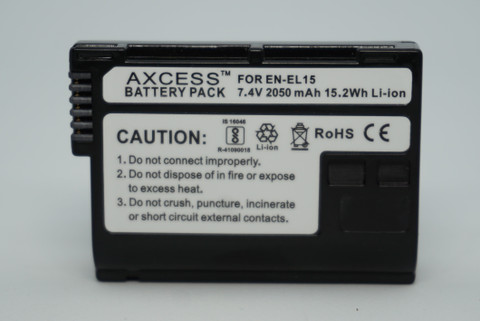 AXCESS™ FOR EN-EL15
BATTERY PACK 7.4V 2050 mAh 15.2Wh Li-ion
IS 16046
R-41090015 Li-ion RoHS CE
1. Do not connect improperly.
2. Do not dispose of in fire or expose
to excess heat.
3. Do not crush, puncture, incinerate
or short circuit external contacts.